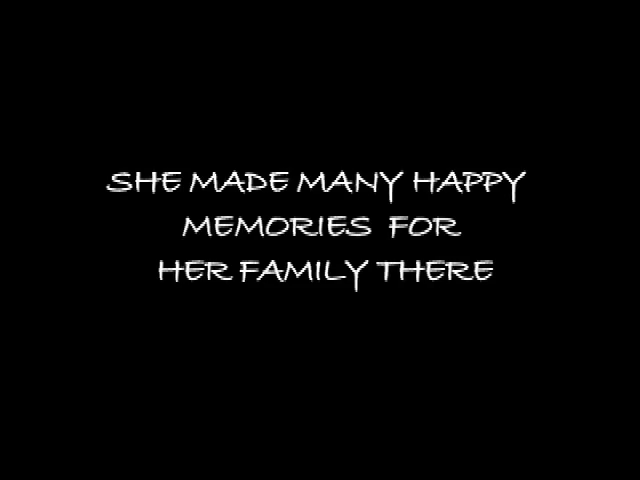 SHE MADE MANY HAPPY
MEMORIES FOR
HER FAMILY THERE